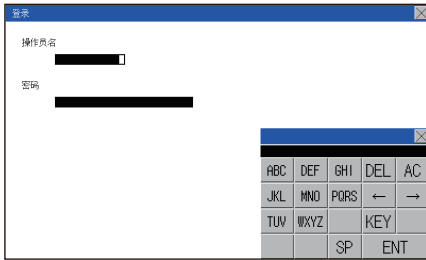 登录
操作员名
密码
ABC DEF GHI DEL AC
JKL MNO PQRS ← →
TUV WXYZ KEY
SP ENT